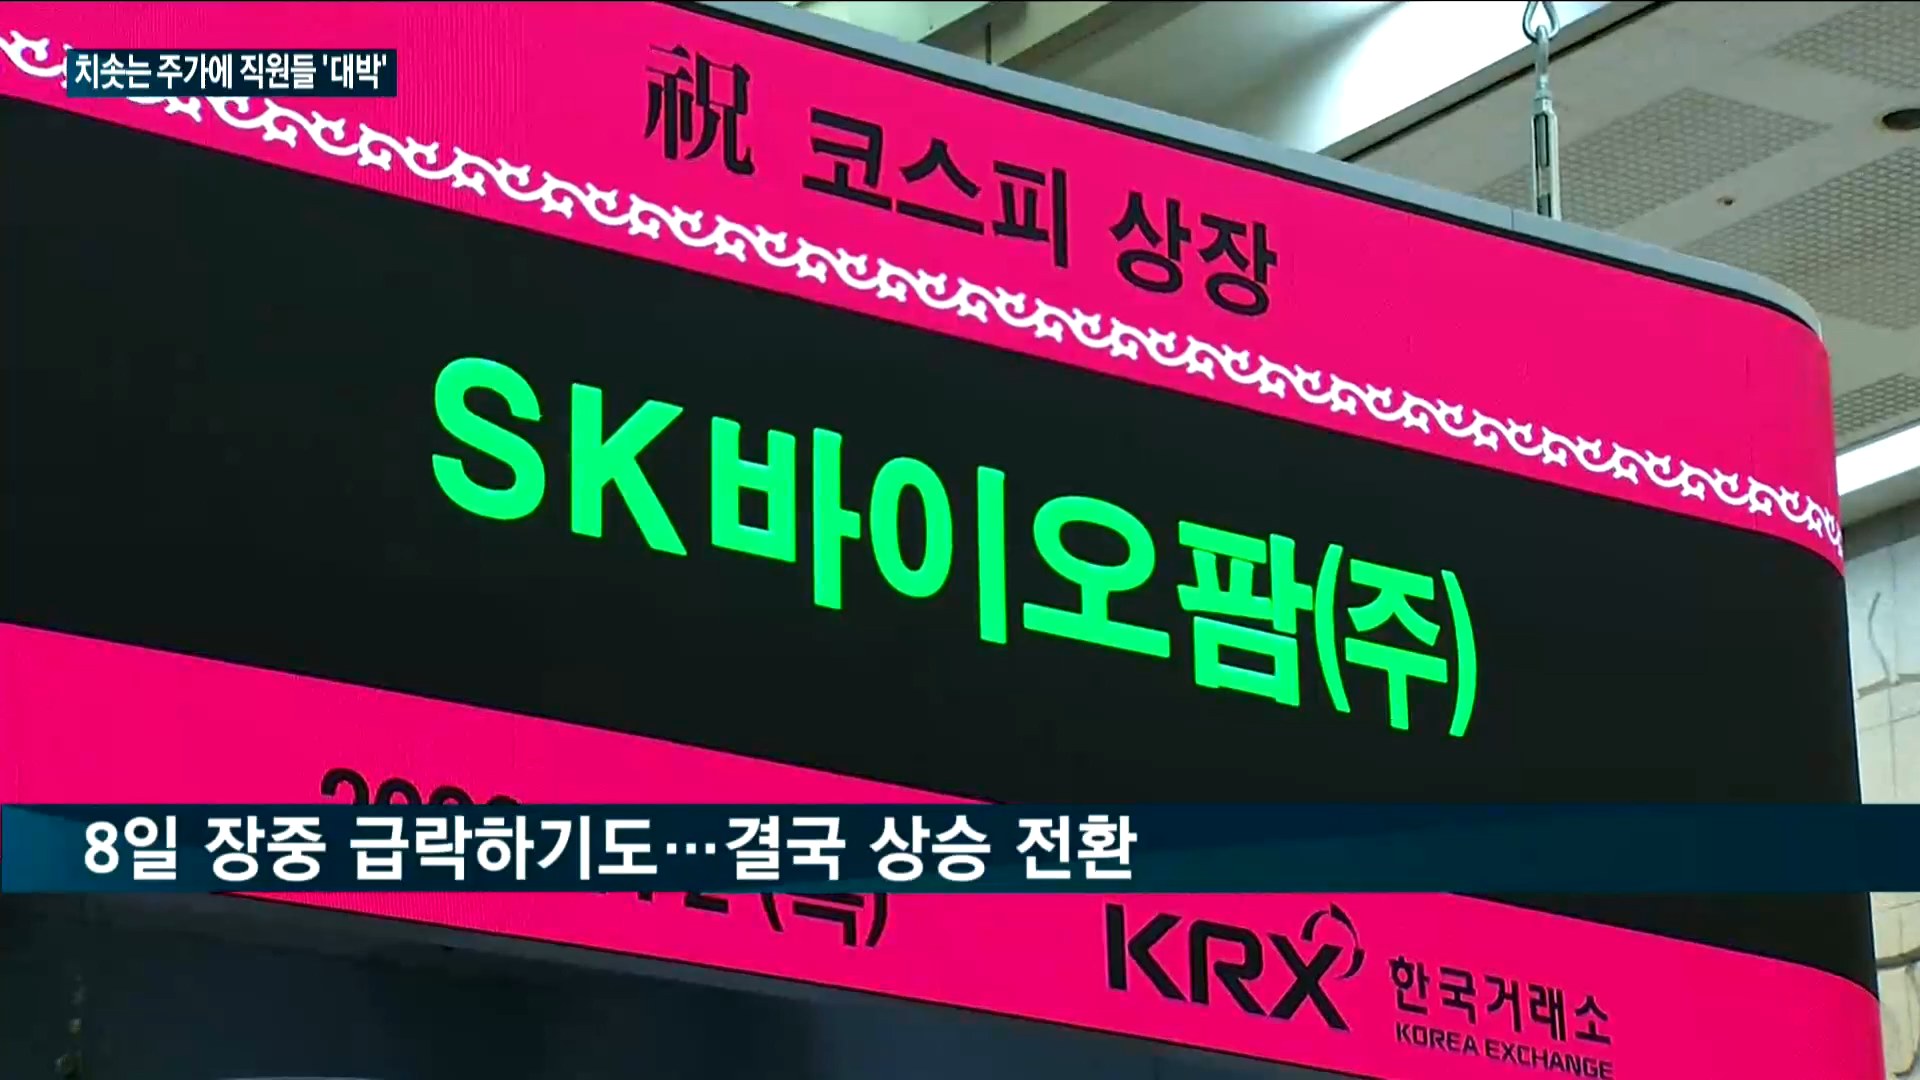 치솟는 주가에 직원들 '대박'
祝 코스피 상장
SK바이오팜(주)
8일 장중 급락하기도…결국 상승 전환
KRX 한국거래소
KOREA EXCHANGE